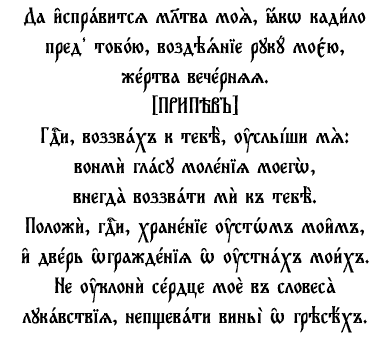 Да и҆спра́витсѧ мл҃тва моѧ̀, ꙗ҆́кѡ кади́ло
пред̾ тобо́ю, воздѣѧ́нїе рꙋкꙋ̑ моє́ю,
же́ртва вече́рнѧѧ.
[ПРИПѢВЪ]
Гдⷭ҇и, воззва́хъ к тебѣ̀, ᲂу҆слы́ши мѧ̀:
вонмѝ гла́сꙋ моле́нїѧ моегѡ̀,
внегда̀ воззва́ти мѝ къ тебѣ̀.
Положѝ, гдⷭ҇и, хране́нїе ᲂу҆стѡ́мъ мои̑мъ,
и҆ две́рь ѡ҆гражде́нїѧ ѡ҆ ᲂу҆стна́хъ мои́хъ.
Не ᲂу҆клонѝ се́рдце моѐ въ словеса̀
лꙋка́вствїѧ, непщева́ти вины̀ ѡ҆ грѣсѣ́хъ.